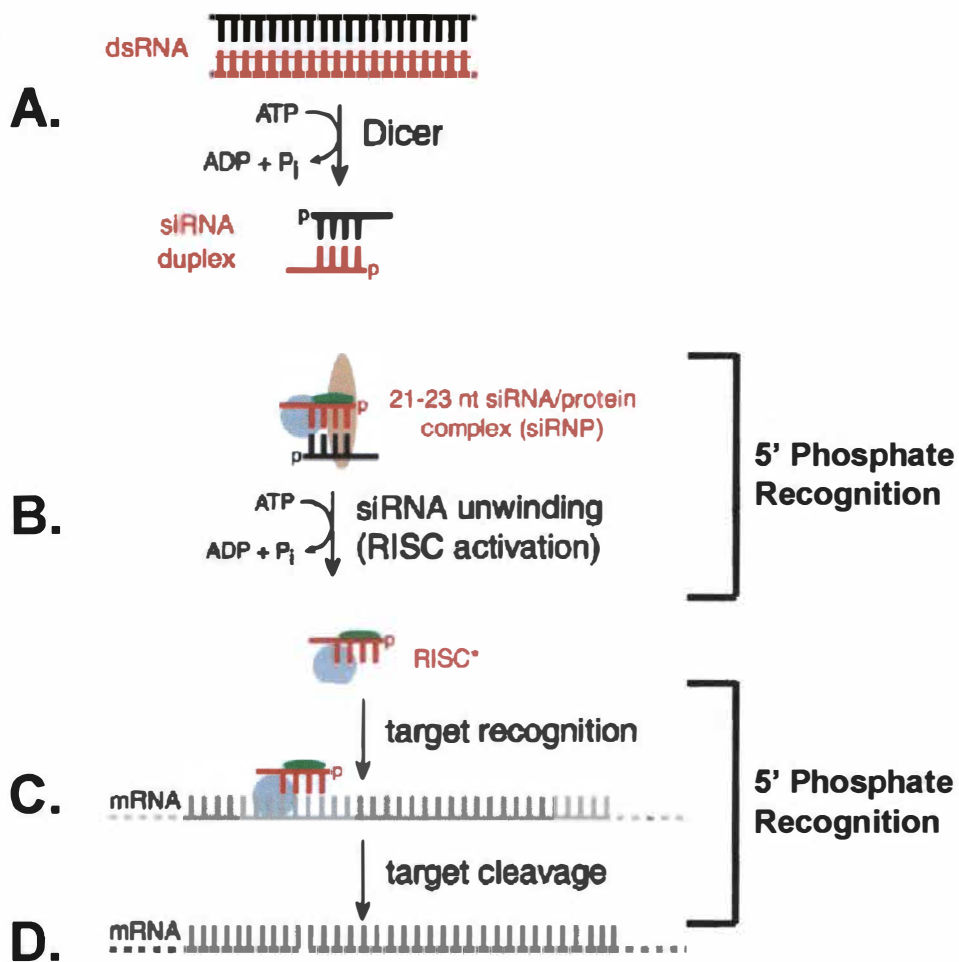 dsRNA
A.
ATP
Dicer
ADP + Pi
p
siRNA
duplex
p
p
21-23 nt siRNA/protein
complex (siRNP)
p
5' Phosphate
Recognition
B.
ATP
siRNA unwinding
(RISC activation)
ADP + Pi
p
RISC*
target recognition
p
C.
mRNA
5' Phosphate
Recognition
target cleavage
D.
mRNA